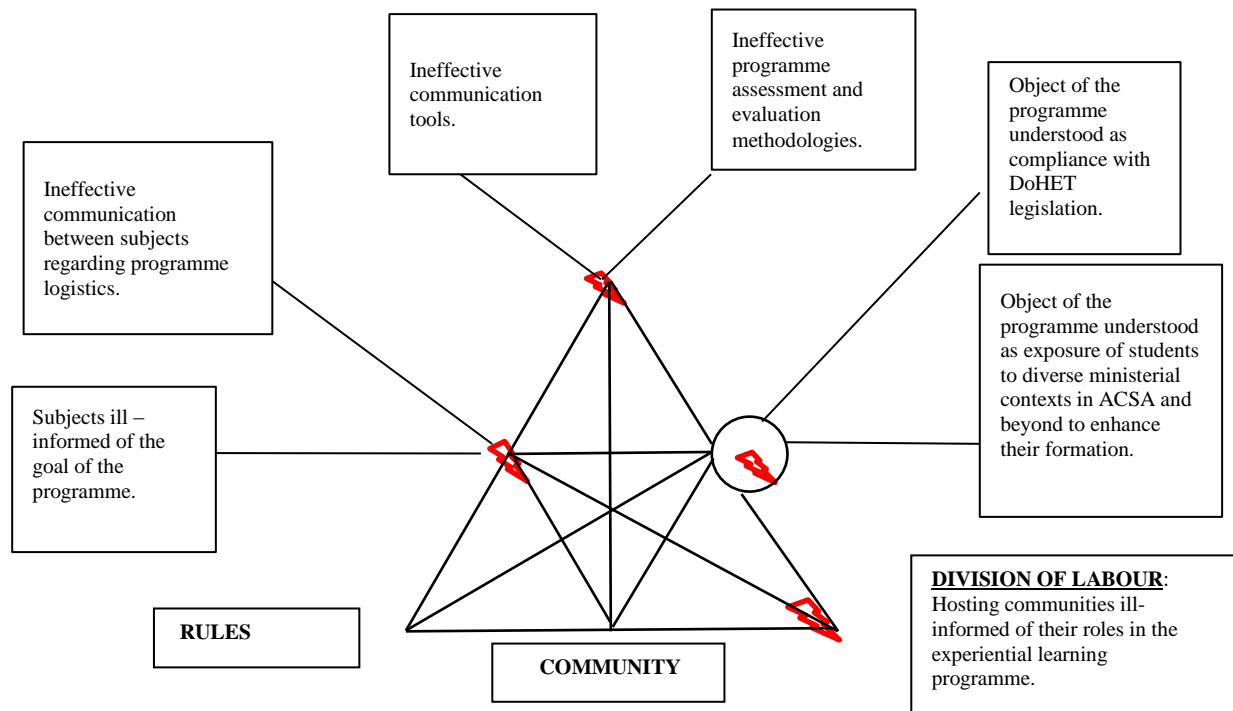 Ineffective
communication
tools.
Ineffective
programme
assessment and
evaluation
methodologies.
Object of the
programme
understood as
compliance with
DoHET
legislation.
Ineffective
communication
between subjects
regarding programme
logistics.
Object of the
programme understood
as exposure of students
to diverse ministerial
contexts in ACSA and
beyond to enhance
their formation.
Subjects ill –
informed of the
goal of the
programme.
RULES
COMMUNITY
DIVISION OF LABOUR:
Hosting communities ill-
informed of their roles in the
experiential learning
programme.